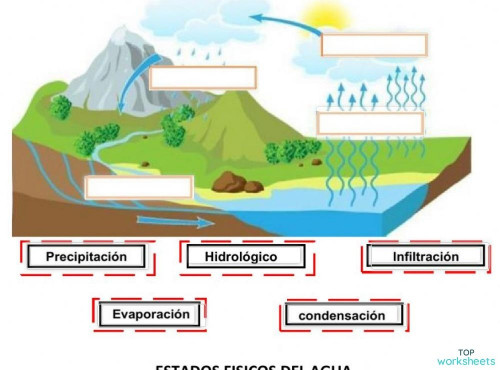 Precipitación
Hidrológico
Infiltración
Evaporación
condensación
TOP
worksheets
ESTADOS FISICOS DEL AGUA